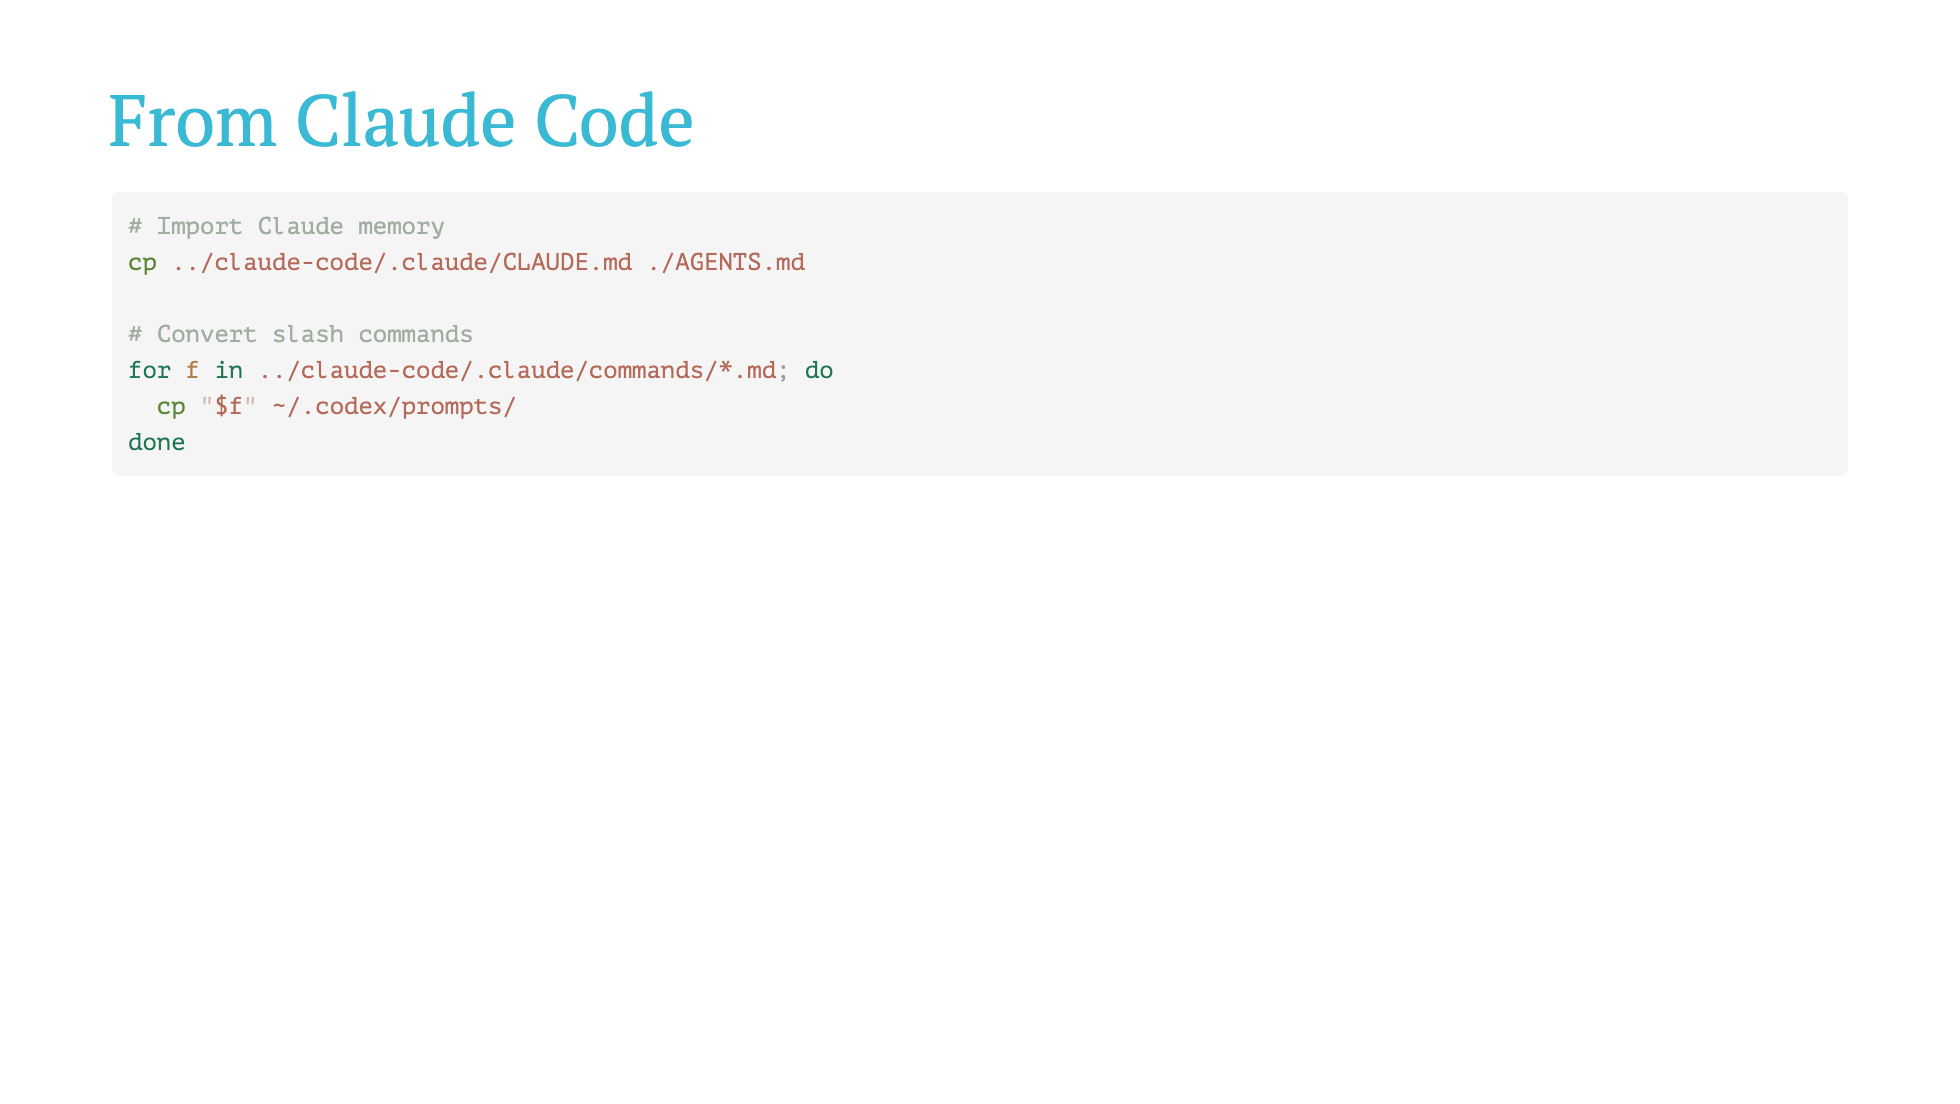 From Claude Code
# Import Claude memory
cp ../claude-code/.claude/CLAUDE.md ./AGENTS.md
# Convert slash commands
for f in ../claude-code/.claude/commands/*.md; do
  cp "$f" ~/.codex/prompts/
done